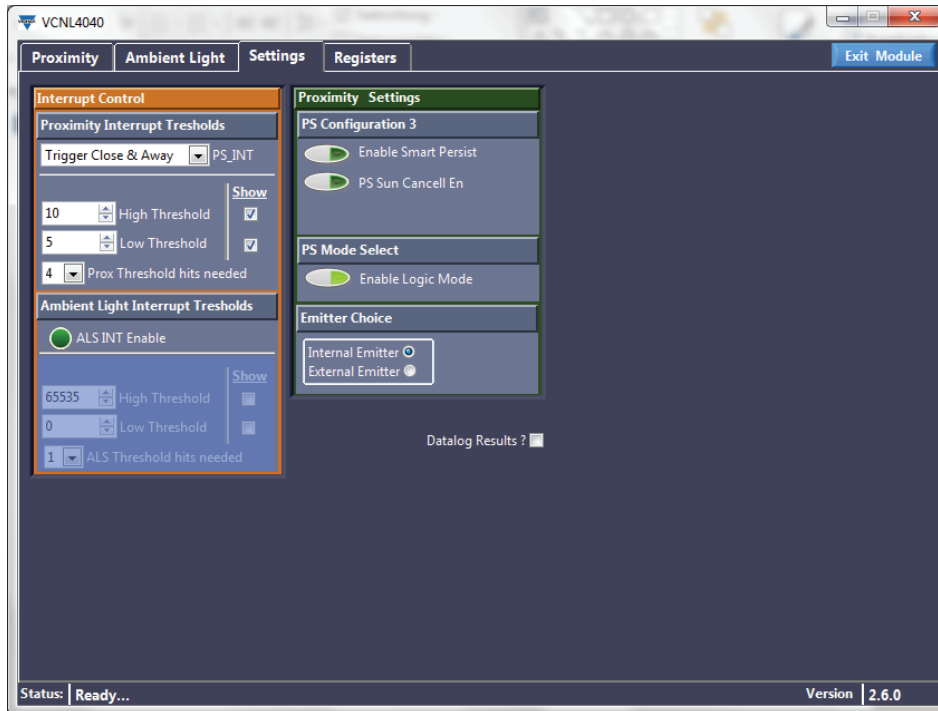 VCNL4040
Proximity
Ambient Light
Settings
Registers
Exit Module
Interrupt Control
Proximity Interrupt Tresholds
Trigger Close & Away PS_INT
Show
10 High Threshold
5 Low Threshold
4 Prox Threshold hits needed
Ambient Light Interrupt Tresholds
ALS INT Enable
Show
65535 High Threshold
0 Low Threshold
1 ALS Threshold hits needed
Proximity Settings
PS Configuration 3
Enable Smart Persist
PS Sun Cancell En
PS Mode Select
Enable Logic Mode
Emitter Choice
Internal Emitter
External Emitter
Datalog Results ?
Status: Ready...
Version 2.6.0